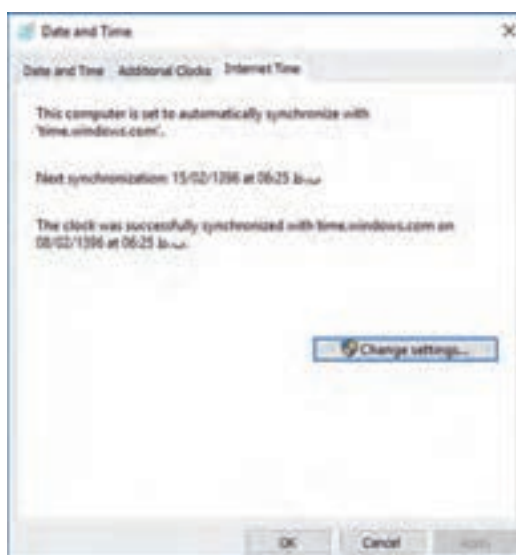 Date and Time
Date and Time Additional Clocks Internet Time
This computer is set to automatically synchronize with
'time.windows.com'.
Next synchronization: 15/02/1396 at 06:25 ب.ظ
The clock was successfully synchronized with time.windows.com on
08/02/1396 at 06:25 ب.ظ.
Change settings...
OK Cancel Apply